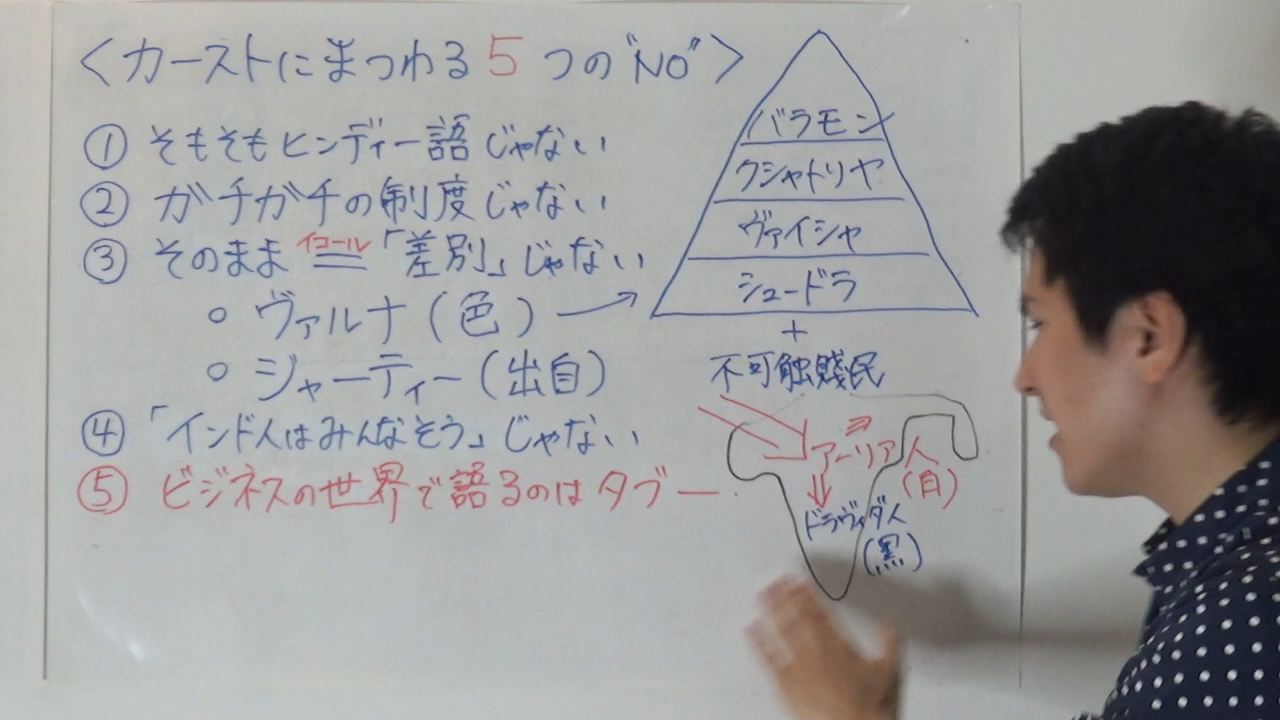 ＜カーストにまつわる5つの"NO"＞
① そもそもヒンディー語じゃない
② ガチガチの制度じゃない
③ そのままイコール「差別」じゃない
○ ヴァルナ（色）
○ ジャーティー（出自）
④ 「インド人はみんなそう」じゃない
⑤ ビジネスの世界で語るのはタブー
バラモン
クシャトリヤ
ヴァイシャ
シュードラ
+
不可触賤民
アーリア人
（白）
ドラヴィダ人
（黒）